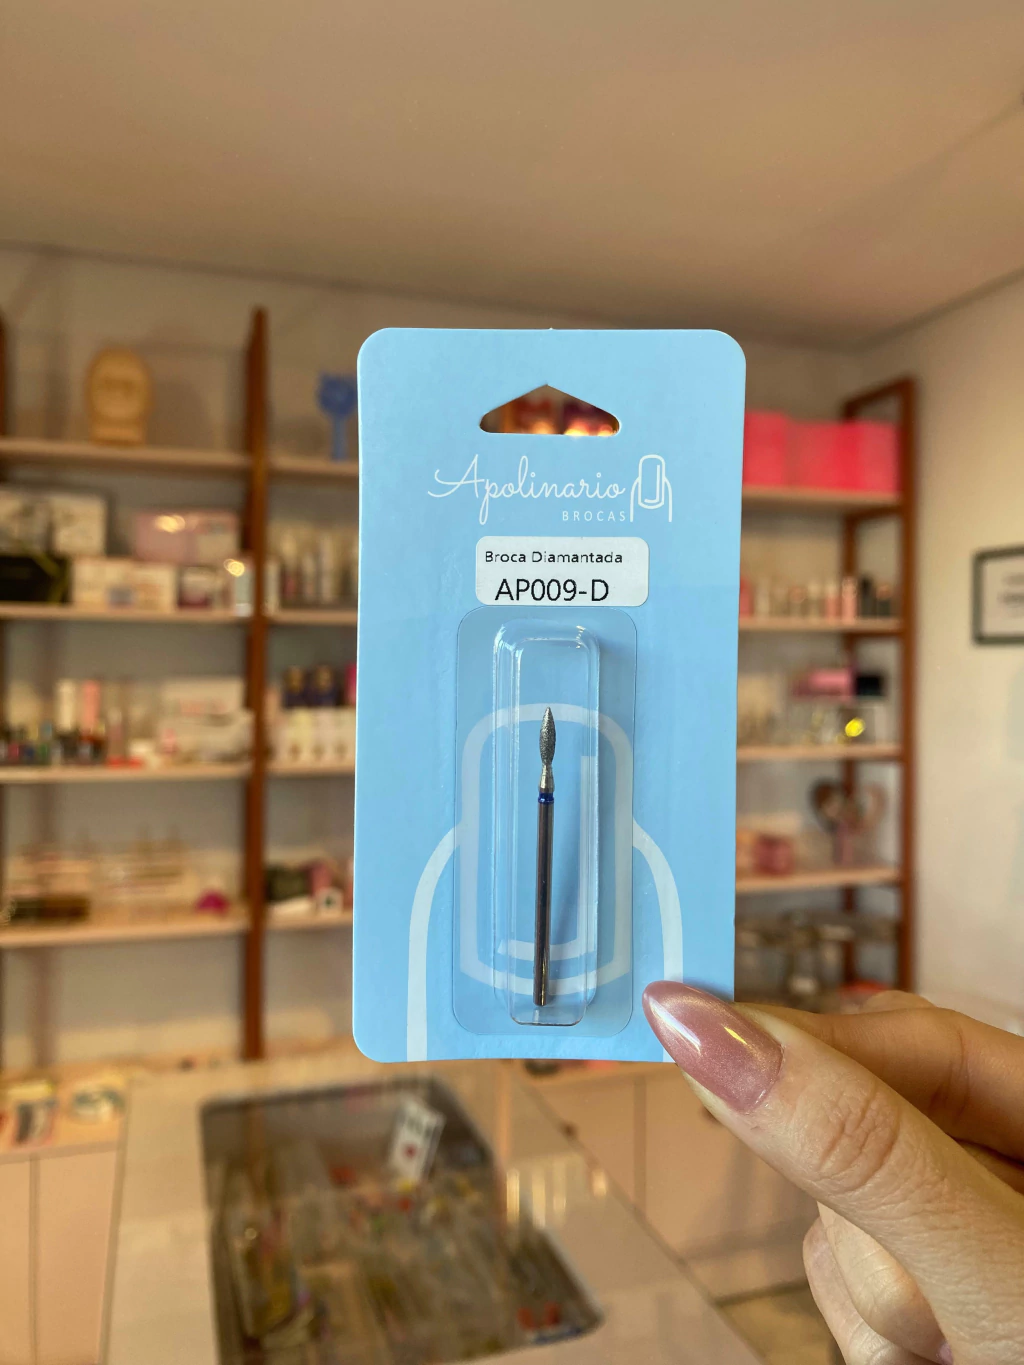 Apolinario
BROCAS
Broca Diamantada
AP009-D